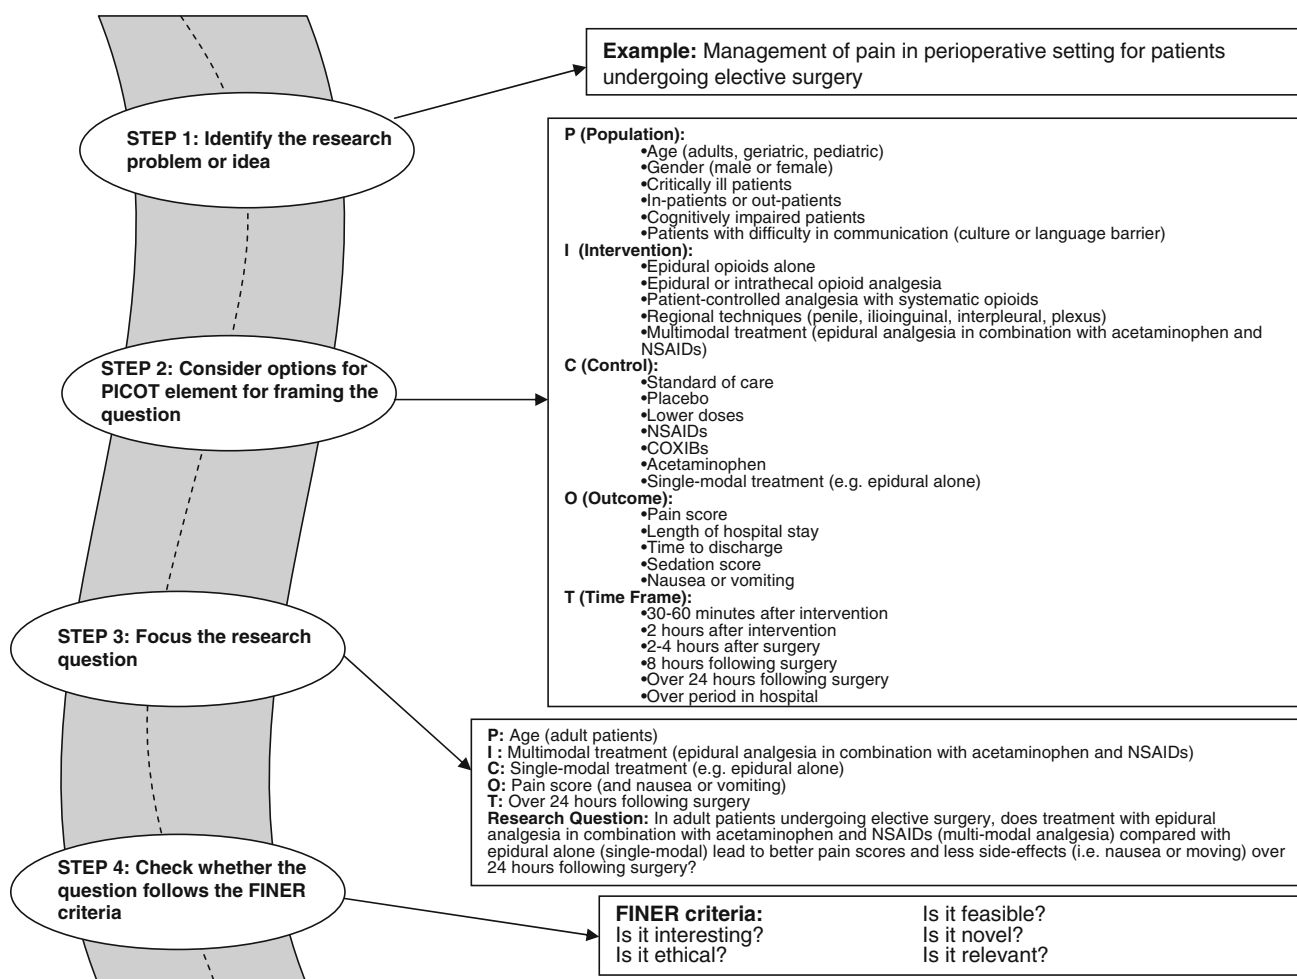 Example: Management of pain in perioperative setting for patients
undergoing elective surgery
STEP 1: Identify the research
problem or idea
P (Population):
•Age (adults, geriatric, pediatric)
•Gender (male or female)
•Critically ill patients
•In-patients or out-patients
•Cognitively impaired patients
•Patients with difficulty in communication (culture or language barrier)
I (Intervention):
•Epidural opioids alone
•Epidural or intrathecal opioid analgesia
•Patient-controlled analgesia with systematic opioids
•Regional techniques (penile, ilioinguinal, interpleural, plexus)
•Multimodal treatment (epidural analgesia in combination with acetaminophen and
NSAIDs)
STEP 2: Consider options for
PICOT element for framing the
question
C (Control):
•Standard of care
•Placebo
•Lower doses
•NSAIDs
•COXIBs
•Acetaminophen
•Single-modal treatment (e.g. epidural alone)
O (Outcome):
•Pain score
•Length of hospital stay
•Time to discharge
•Sedation score
•Nausea or vomiting
T (Time Frame):
•30-60 minutes after intervention
•2 hours after intervention
•2-4 hours after surgery
•8 hours following surgery
•Over 24 hours following surgery
•Over period in hospital
STEP 3: Focus the research
question
P: Age (adult patients)
I : Multimodal treatment (epidural analgesia in combination with acetaminophen and NSAIDs)
C: Single-modal treatment (e.g. epidural alone)
O: Pain score (and nausea or vomiting)
T: Over 24 hours following surgery
Research Question: In adult patients undergoing elective surgery, does treatment with epidural
analgesia in combination with acetaminophen and NSAIDs (multi-modal analgesia) compared with
epidural alone (single-modal) lead to better pain scores and less side-effects (i.e. nausea or moving) over
24 hours following surgery?
STEP 4: Check whether the
question follows the FINER
criteria
FINER criteria: Is it feasible?
Is it interesting? Is it novel?
Is it ethical? Is it relevant?